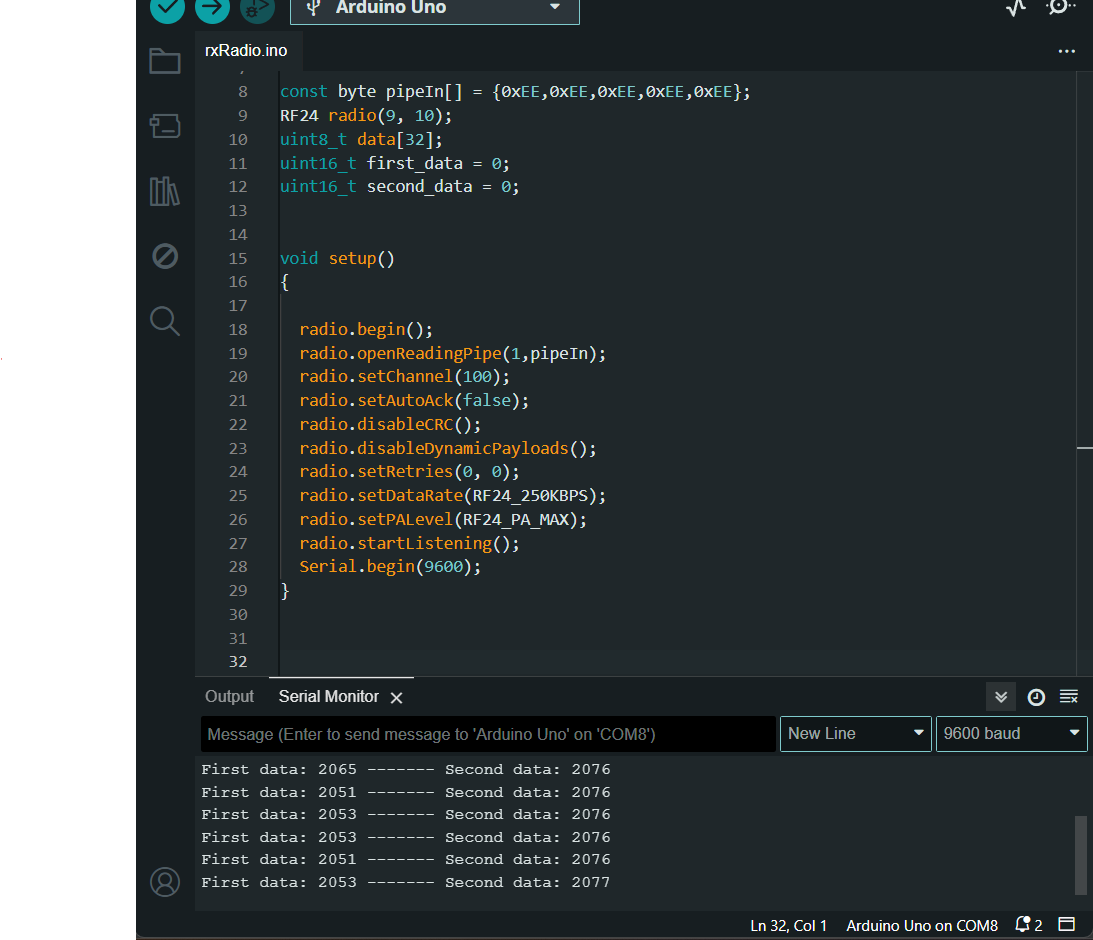 Arduino Uno
rxRadio.ino
8 const byte pipeIn[] = {0xEE,0xEE,0xEE,0xEE,0xEE};
9 RF24 radio(9, 10);
10 uint8_t data[32];
11 uint16_t first_data = 0;
12 uint16_t second_data = 0;
13
14
15 void setup()
16 {
17
18 radio.begin();
19 radio.openReadingPipe(1,pipeIn);
20 radio.setChannel(100);
21 radio.setAutoAck(false);
22 radio.disableCRC();
23 radio.disableDynamicPayloads();
24 radio.setRetries(0, 0);
25 radio.setDataRate(RF24_250KBPS);
26 radio.setPALevel(RF24_PA_MAX);
27 radio.startListening();
28 Serial.begin(9600);
29 }
30
31
32
Output Serial Monitor
Message (Enter to send message to 'Arduino Uno' on 'COM8') New Line 9600 baud
First data: 2065 ------- Second data: 2076
First data: 2051 ------- Second data: 2076
First data: 2053 ------- Second data: 2076
First data: 2053 ------- Second data: 2076
First data: 2051 ------- Second data: 2076
First data: 2053 ------- Second data: 2077
Ln 32, Col 1 Arduino Uno on COM8 2